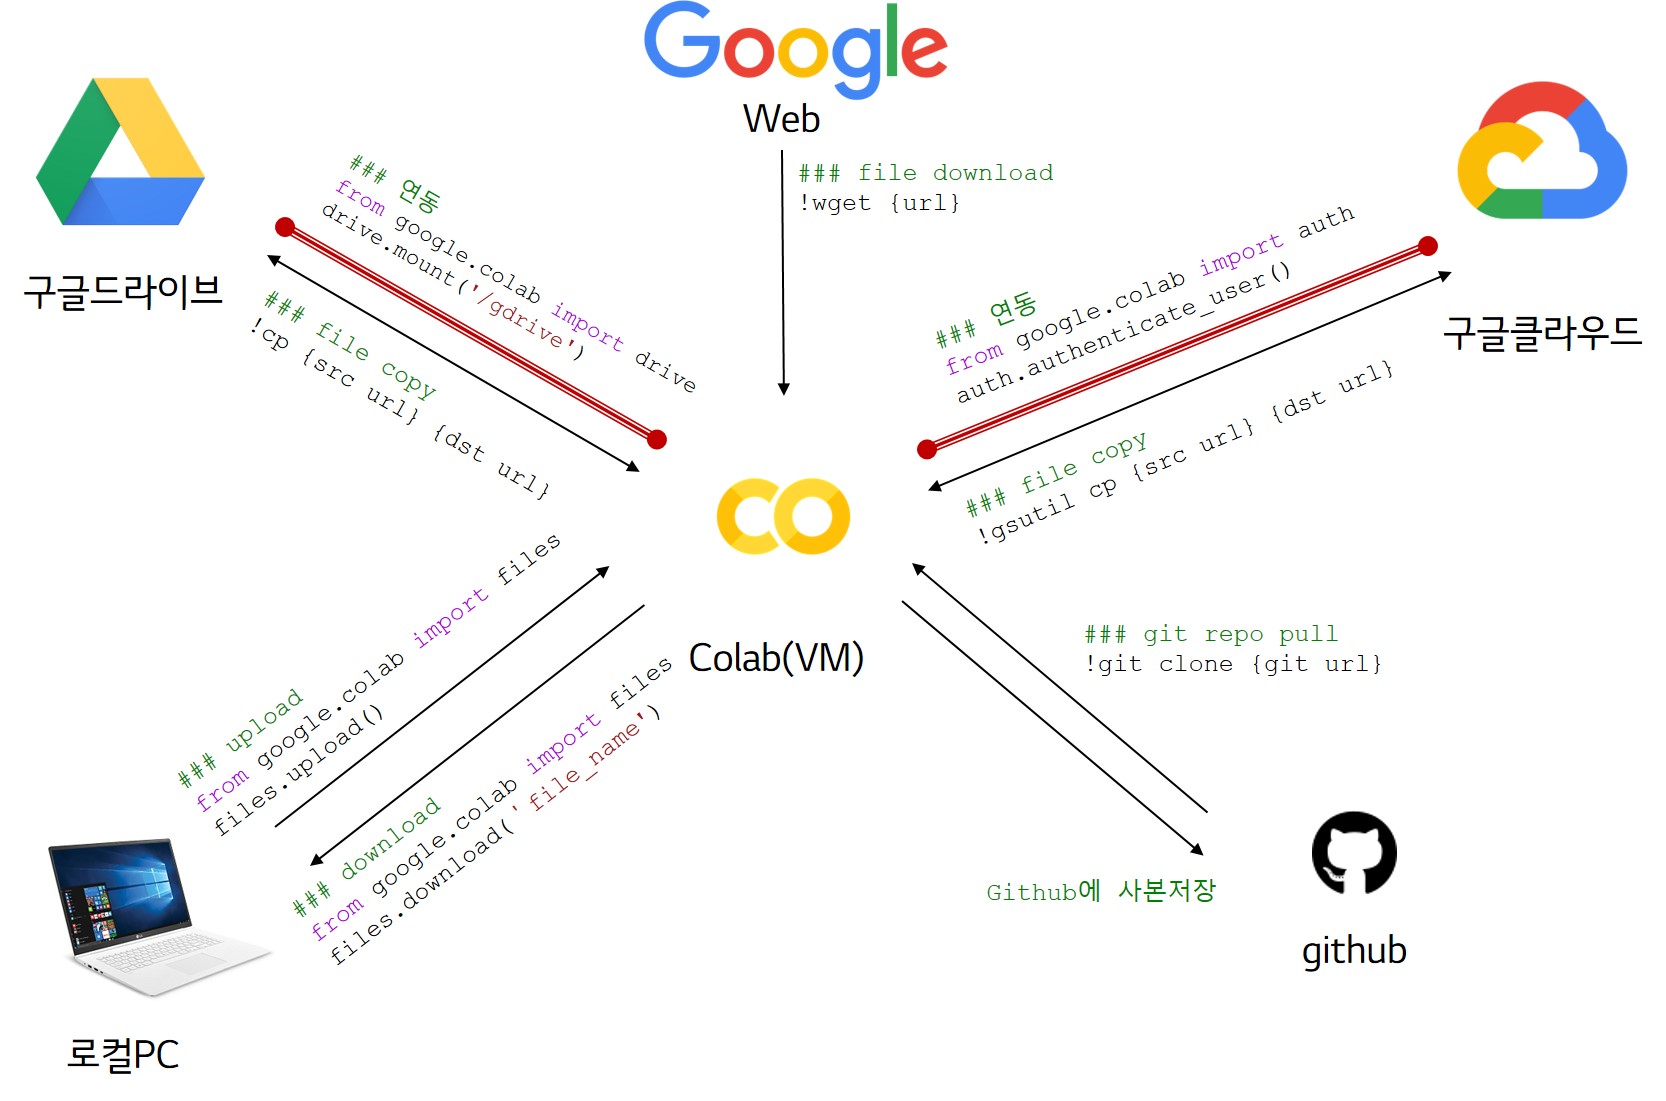 Google
Web
### file download
!wget {url}
구글드라이브
### 연동
from google.colab import drive
drive.mount('/gdrive')
### file copy
!cp {src url} {dst url}
구글클라우드
### 연동
from google.colab import auth
auth.authenticate_user()
### file copy
!gsutil cp {src url} {dst url}
CO
Colab(VM)
### upload
from google.colab import files
files.upload()
### download
from google.colab import files
files.download('file_name')
로컬PC
### git repo pull
!git clone {git url}
Github에 사본저장
github